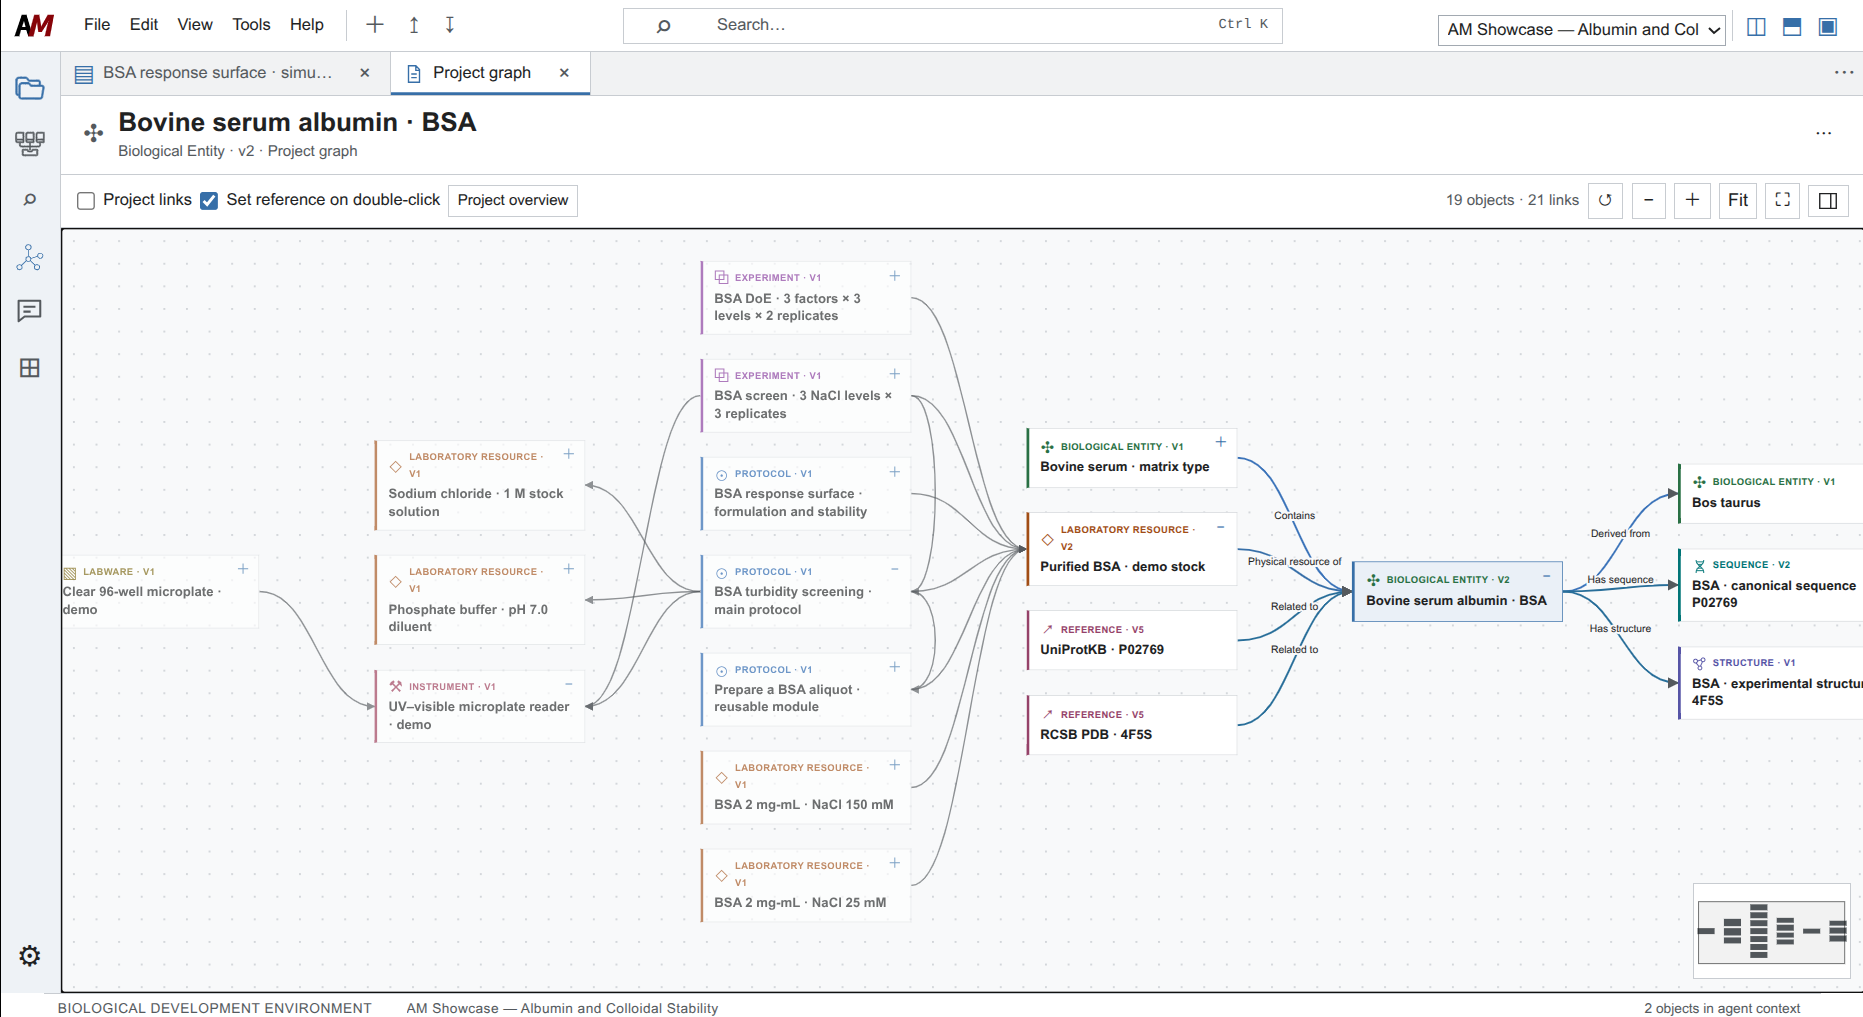 AM File Edit View Tools Help Search… Ctrl K AM Showcase — Albumin and Col
BSA response surface · simu… Project graph
Bovine serum albumin · BSA
Biological Entity · v2 · Project graph
Project links Set reference on double-click Project overview 19 objects · 21 links Fit
LABWARE · V1
Clear 96-well microplate ·
demo
LABORATORY RESOURCE ·
V1
Sodium chloride · 1 M stock
solution
LABORATORY RESOURCE ·
V1
Phosphate buffer · pH 7.0
diluent
INSTRUMENT · V1
UV–visible microplate reader
· demo
EXPERIMENT · V1
BSA DoE · 3 factors × 3
levels × 2 replicates
EXPERIMENT · V1
BSA screen · 3 NaCl levels ×
3 replicates
PROTOCOL · V1
BSA response surface ·
formulation and stability
PROTOCOL · V1
BSA turbidity screening ·
main protocol
PROTOCOL · V1
Prepare a BSA aliquot ·
reusable module
LABORATORY RESOURCE ·
V1
BSA 2 mg-mL · NaCl 150 mM
LABORATORY RESOURCE ·
V1
BSA 2 mg-mL · NaCl 25 mM
BIOLOGICAL ENTITY · V1
Bovine serum · matrix type
LABORATORY RESOURCE ·
V2
Purified BSA · demo stock
REFERENCE · V5
UniProtKB · P02769
REFERENCE · V5
RCSB PDB · 4F5S
Contains
Physical resource of
Related to
Related to
BIOLOGICAL ENTITY · V2
Bovine serum albumin · BSA
Derived from
Has sequence
Has structure
BIOLOGICAL ENTITY · V1
Bos taurus
SEQUENCE · V2
BSA · canonical sequence
P02769
STRUCTURE · V1
BSA · experimental structur
4F5S
BIOLOGICAL DEVELOPMENT ENVIRONMENT AM Showcase — Albumin and Colloidal Stability 2 objects in agent context